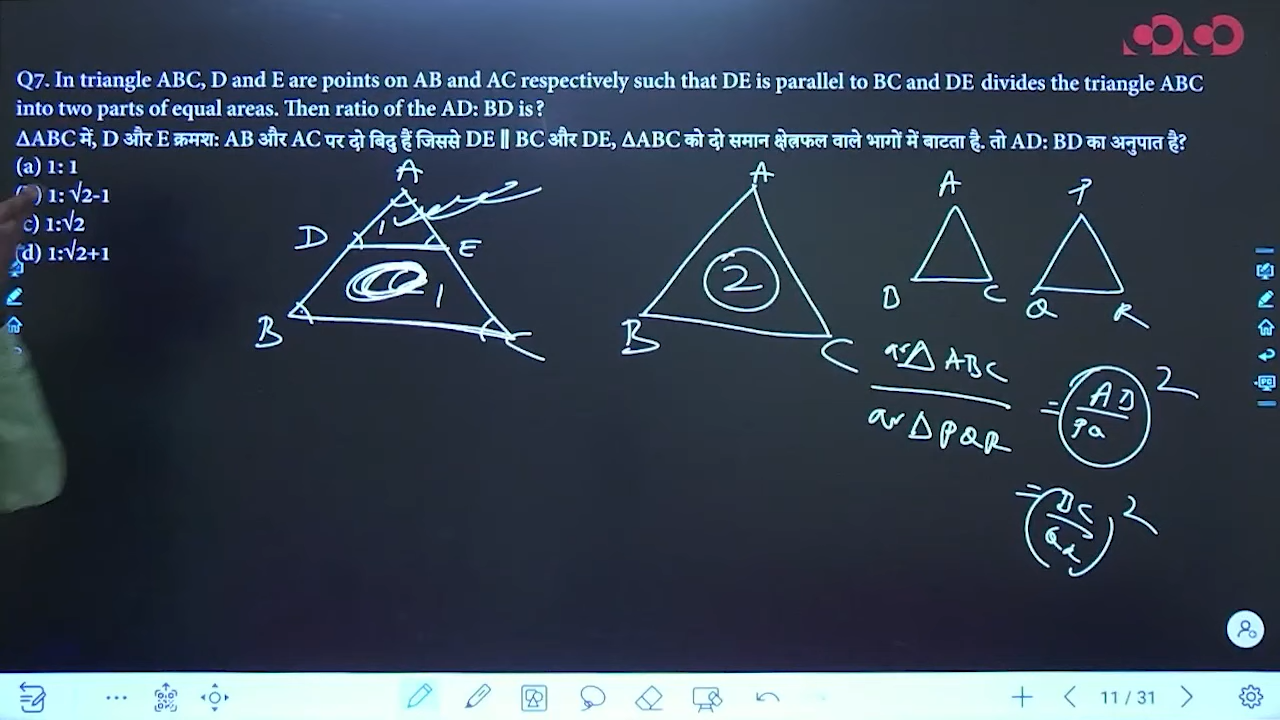 Q7. In triangle ABC, D and E are points on AB and AC respectively such that DE is parallel to BC and DE divides the triangle ABC
into two parts of equal areas. Then ratio of the AD: BD is?
ΔABC में, D और E क्रमश: AB और AC पर दो बिंदु हैं जिससे DE || BC और DE, ΔABC को दो समान क्षेत्रफल वाले भागों में बाटता है. तो AD: BD का अनुपात है?
(a) 1: 1
) 1: √2-1
c) 1:√2
(d) 1:√2+1
A
D
1
E
1
B
C
A
2
B
C
A
B
C
P
Q
R
ar Δ ABC
ar Δ PQR
= (AB/PQ)2
= (BC/QR)2
11 / 31